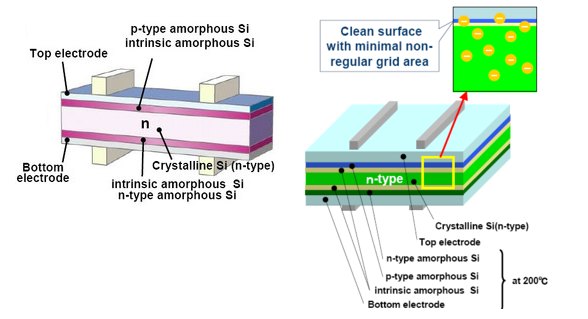 p-type amorphous Si
intrinsic amorphous Si
Top electrode
n
Crystalline Si (n-type)
Bottom
electrode
intrinsic amorphous Si
n-type amorphous Si
Clean surface
with minimal non-
regular grid area
n-type
Crystalline Si(n-type)
Top electrode
n-type amorphous Si
p-type amorphous Si
at 200℃
intrinsic amorphous Si
Bottom electrode